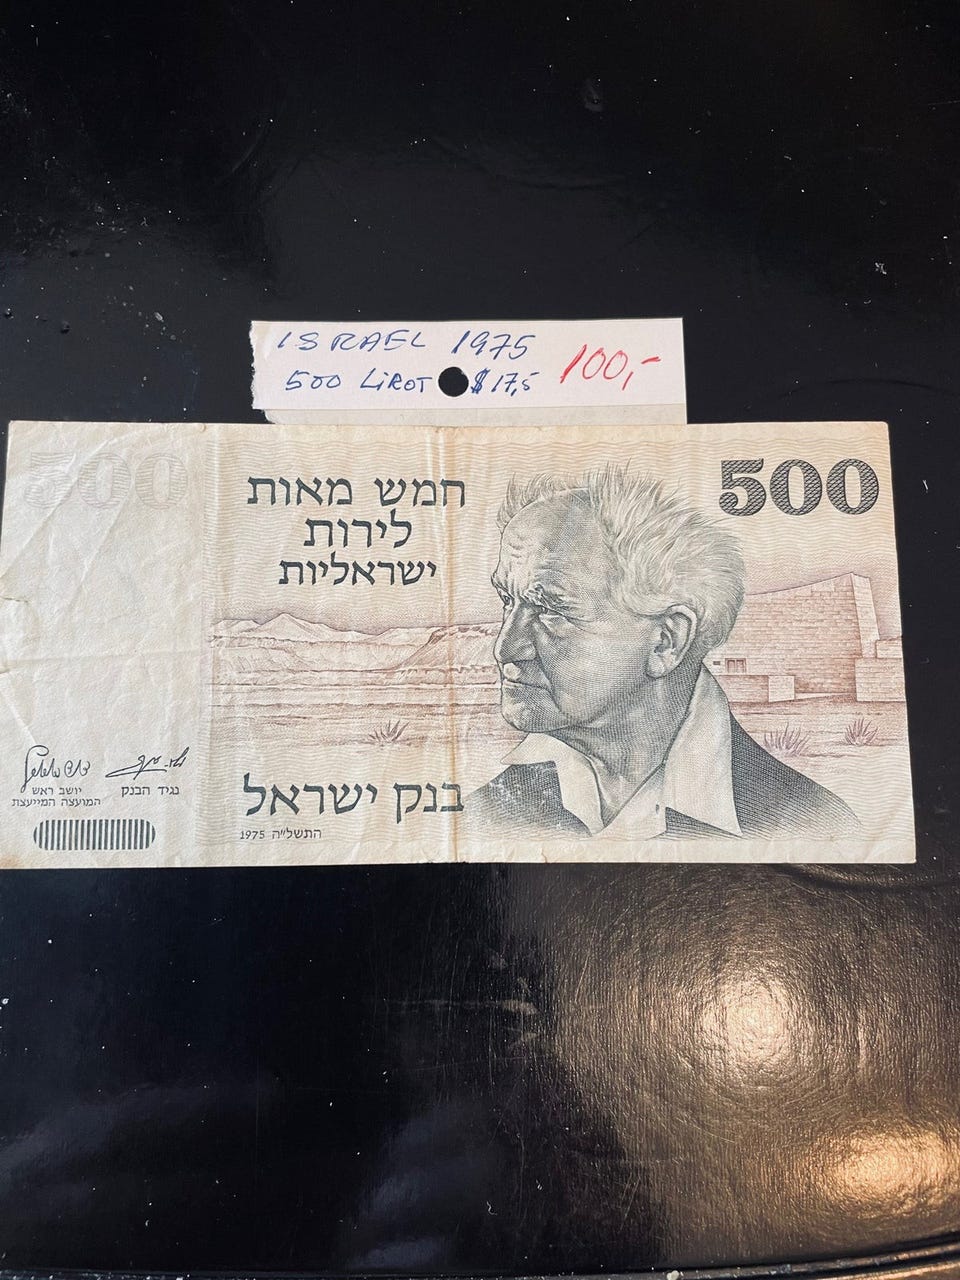 ISRAEL 1975
500 LIROT $17,5 100,-
500
500
חמש מאות
לירות
ישראליות
נגיד הבנק
יושב ראש
המועצה המייעצת
בנק ישראל
התשל״ה 1975